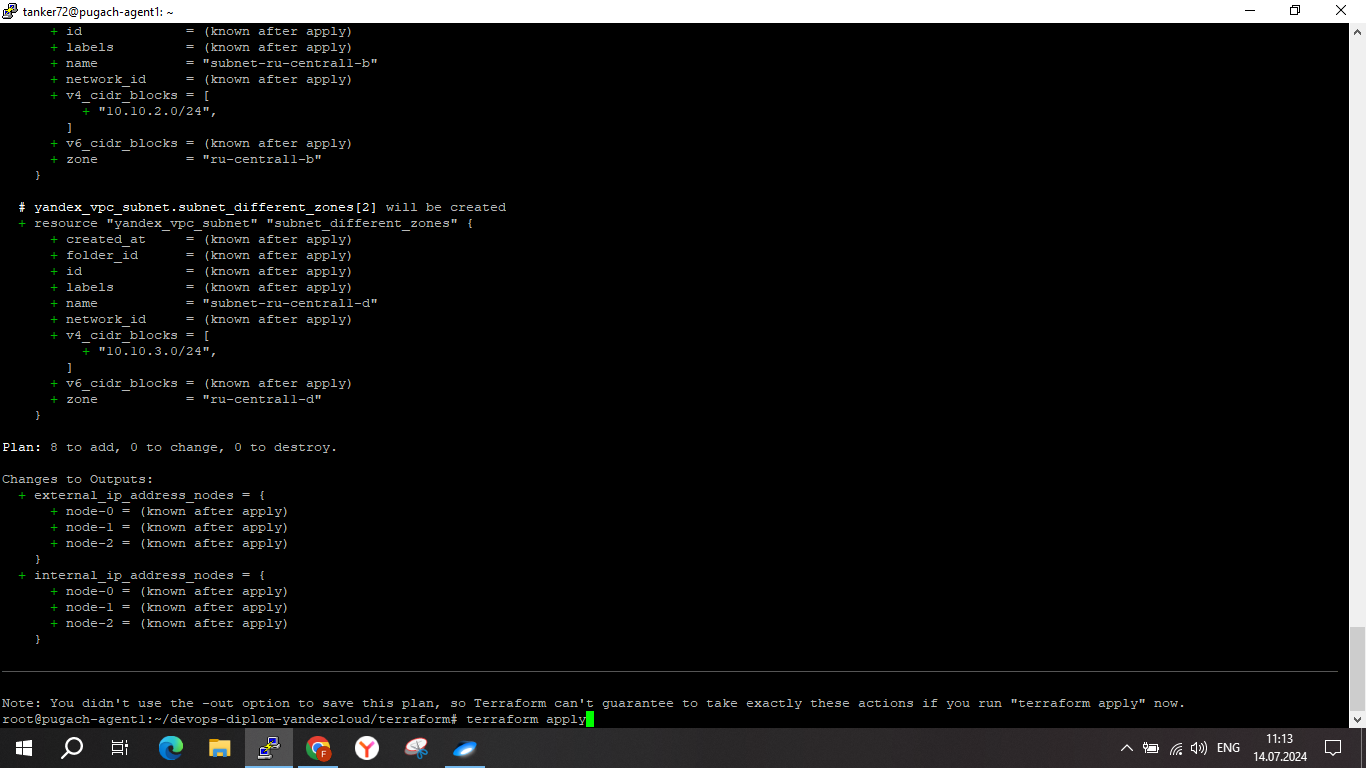 tanker72@pugach-agent1: ~
+ id = (known after apply)
+ labels = (known after apply)
+ name = "subnet-ru-central1-b"
+ network_id = (known after apply)
+ v4_cidr_blocks = [
+ "10.10.2.0/24",
]
+ v6_cidr_blocks = (known after apply)
+ zone = "ru-central1-b"
}
# yandex_vpc_subnet.subnet_different_zones[2] will be created
+ resource "yandex_vpc_subnet" "subnet_different_zones" {
+ created_at = (known after apply)
+ folder_id = (known after apply)
+ id = (known after apply)
+ labels = (known after apply)
+ name = "subnet-ru-central1-d"
+ network_id = (known after apply)
+ v4_cidr_blocks = [
+ "10.10.3.0/24",
]
+ v6_cidr_blocks = (known after apply)
+ zone = "ru-central1-d"
}
Plan: 8 to add, 0 to change, 0 to destroy.
Changes to Outputs:
+ external_ip_address_nodes = {
+ node-0 = (known after apply)
+ node-1 = (known after apply)
+ node-2 = (known after apply)
}
+ internal_ip_address_nodes = {
+ node-0 = (known after apply)
+ node-1 = (known after apply)
+ node-2 = (known after apply)
}
Note: You didn't use the -out option to save this plan, so Terraform can't guarantee to take exactly these actions if you run "terraform apply" now.
root@pugach-agent1:~/devops-diplom-yandexcloud/terraform# terraform apply
ENG
11:13
14.07.2024